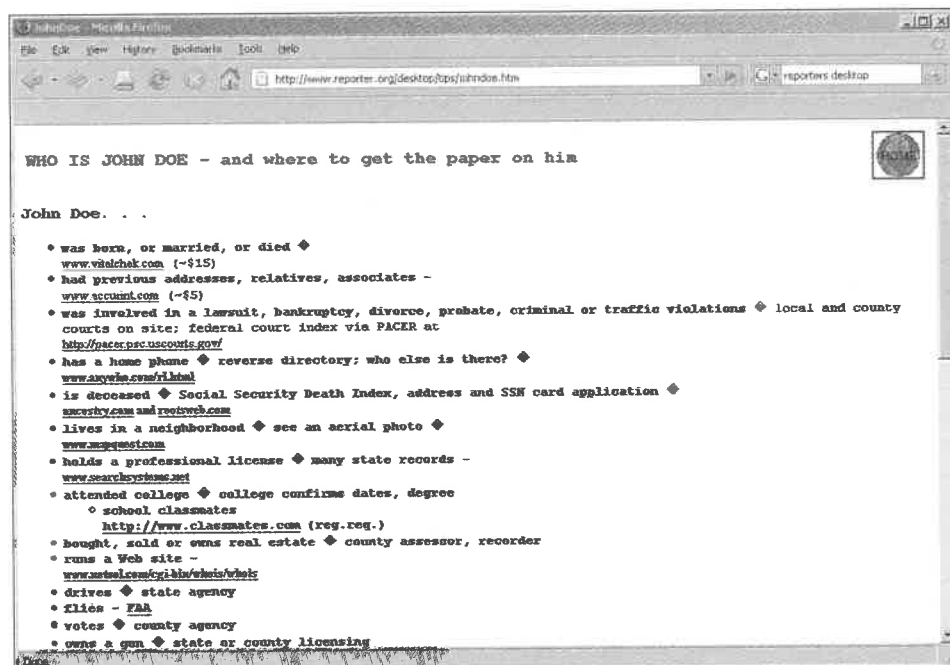 JohnDoe - Mozilla Firefox
File Edit View History Bookmarks Tools Help
http://www.reporter.org/desktop/tips/johndoe.htm G reporters desktop
WHO IS JOHN DOE - and where to get the paper on him
HOME
John Doe. . .
• was born, or married, or died ◆
www.vitalchek.com (~$15)
• had previous addresses, relatives, associates -
www.accurint.com (~$5)
• was involved in a lawsuit, bankruptcy, divorce, probate, criminal or traffic violations ◆ local and county
courts on site; federal court index via PACER at
http://pacer.psc.uscourts.gov/
• has a home phone ◆ reverse directory; who else is there? ◆
www.anywho.com/rl.html
• is deceased ◆ Social Security Death Index, address and SSN card application ◆
ancestry.com and rootsweb.com
• lives in a neighborhood ◆ see an aerial photo ◆
www.mapquest.com
• holds a professional license ◆ many state records -
www.searchsystems.net
• attended college ◆ college confirms dates, degree
◦ school classmates
http://www.classmates.com (reg.req.)
• bought, sold or owns real estate ◆ county assessor, recorder
• runs a Web site -
www.netsol.com/cgi-bin/whois/whois
• drives ◆ state agency
• flies - FAA
• votes ◆ county agency
• owns a gun ◆ state or county licensing
Done